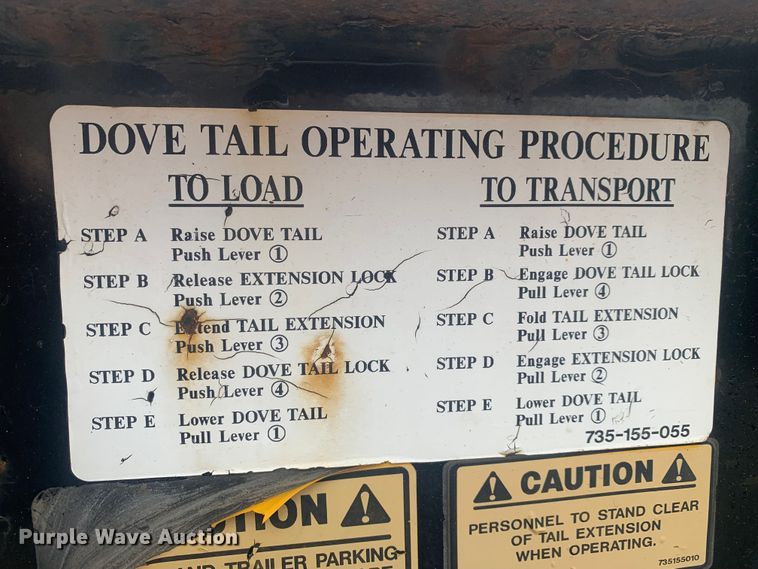 DOVE TAIL OPERATING PROCEDURE
TO LOAD
STEP A Raise DOVE TAIL
Push Lever ①
STEP B Release EXTENSION LOCK
Push Lever ②
STEP C Extend TAIL EXTENSION
Push Lever ③
STEP D Release DOVE TAIL LOCK
Push Lever ④
STEP E Lower DOVE TAIL
Pull Lever ①
TO TRANSPORT
STEP A Raise DOVE TAIL
Push Lever ①
STEP B Engage DOVE TAIL LOCK
Pull Lever ④
STEP C Fold TAIL EXTENSION
Pull Lever ③
STEP D Engage EXTENSION LOCK
Pull Lever ②
STEP E Lower DOVE TAIL
Pull Lever ①
735-155-055
TRAILER PARKING
CAUTION
PERSONNEL TO STAND CLEAR
OF TAIL EXTENSION
WHEN OPERATING.
735155010
Purple Wave Auction